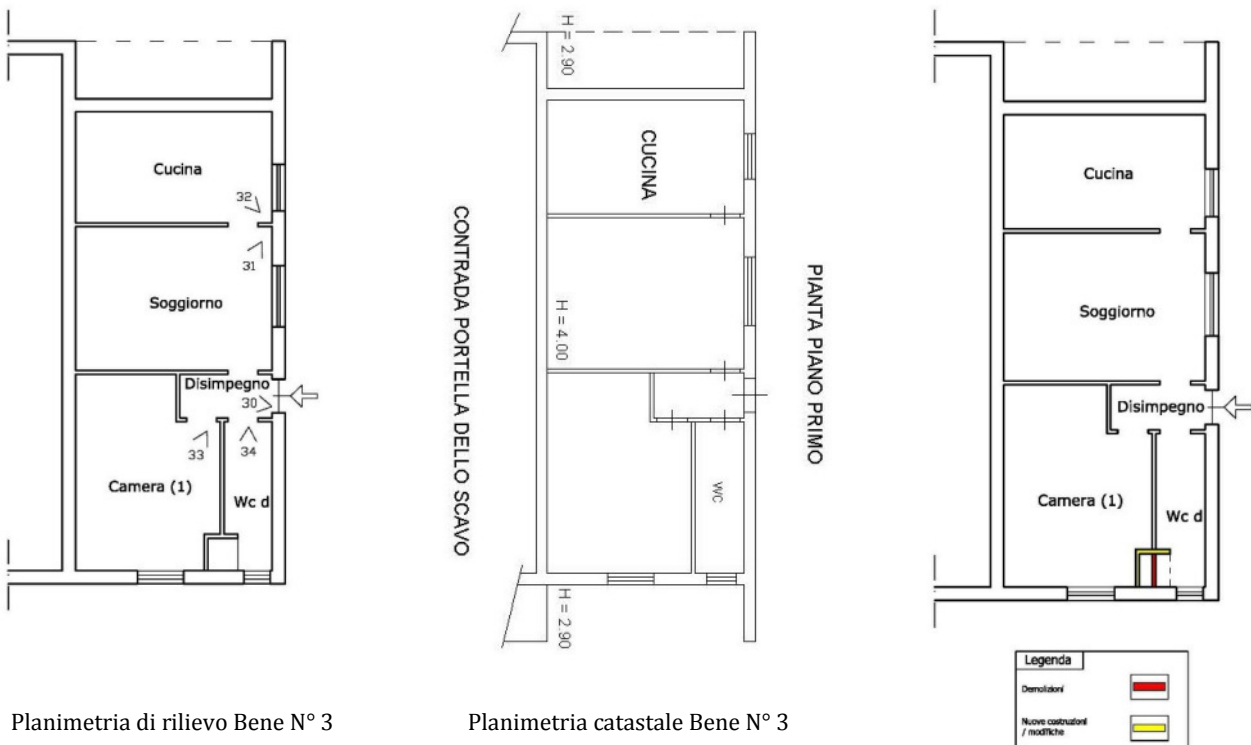 Cucina
32
31
Soggiorno
Disimpegno
30
33
34
Camera (1)
Wc d
Planimetria di rilievo Bene N° 3
CONTRADA PORTELLA DELLO SCAVO
H = 2.90
CUCINA
H = 4.00
WC
H = 2.90
PIANTA PIANO PRIMO
Planimetria catastale Bene N° 3
Cucina
Soggiorno
Disimpegno
Camera (1)
Wc d
Legenda
Demolizioni
Nuove costruzioni
/ modifiche